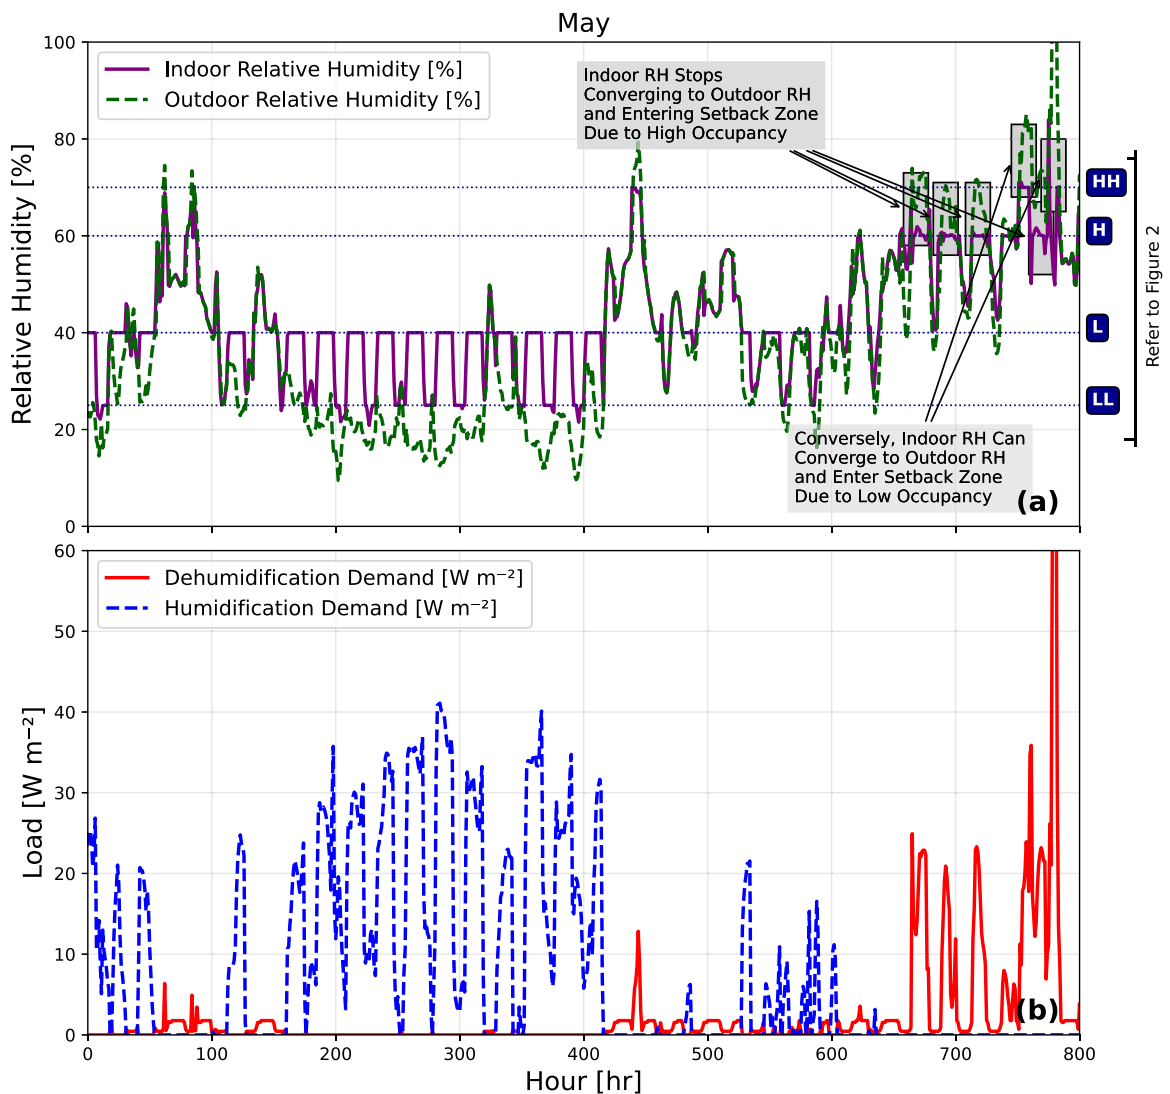 May
100
80
60
40
20
0
Relative Humidity [%]
Indoor Relative Humidity [%]
Outdoor Relative Humidity [%]
Indoor RH Stops
Converging to Outdoor RH
and Entering Setback Zone
Due to High Occupancy
HH
H
L
LL
Refer to Figure 2
Conversely, Indoor RH Can
Converge to Outdoor RH
and Enter Setback Zone
Due to Low Occupancy
(a)
60
50
40
30
20
10
0
Load [W m⁻²]
Dehumidification Demand [W m⁻²]
Humidification Demand [W m⁻²]
(b)
0 100 200 300 400 500 600 700 800
Hour [hr]